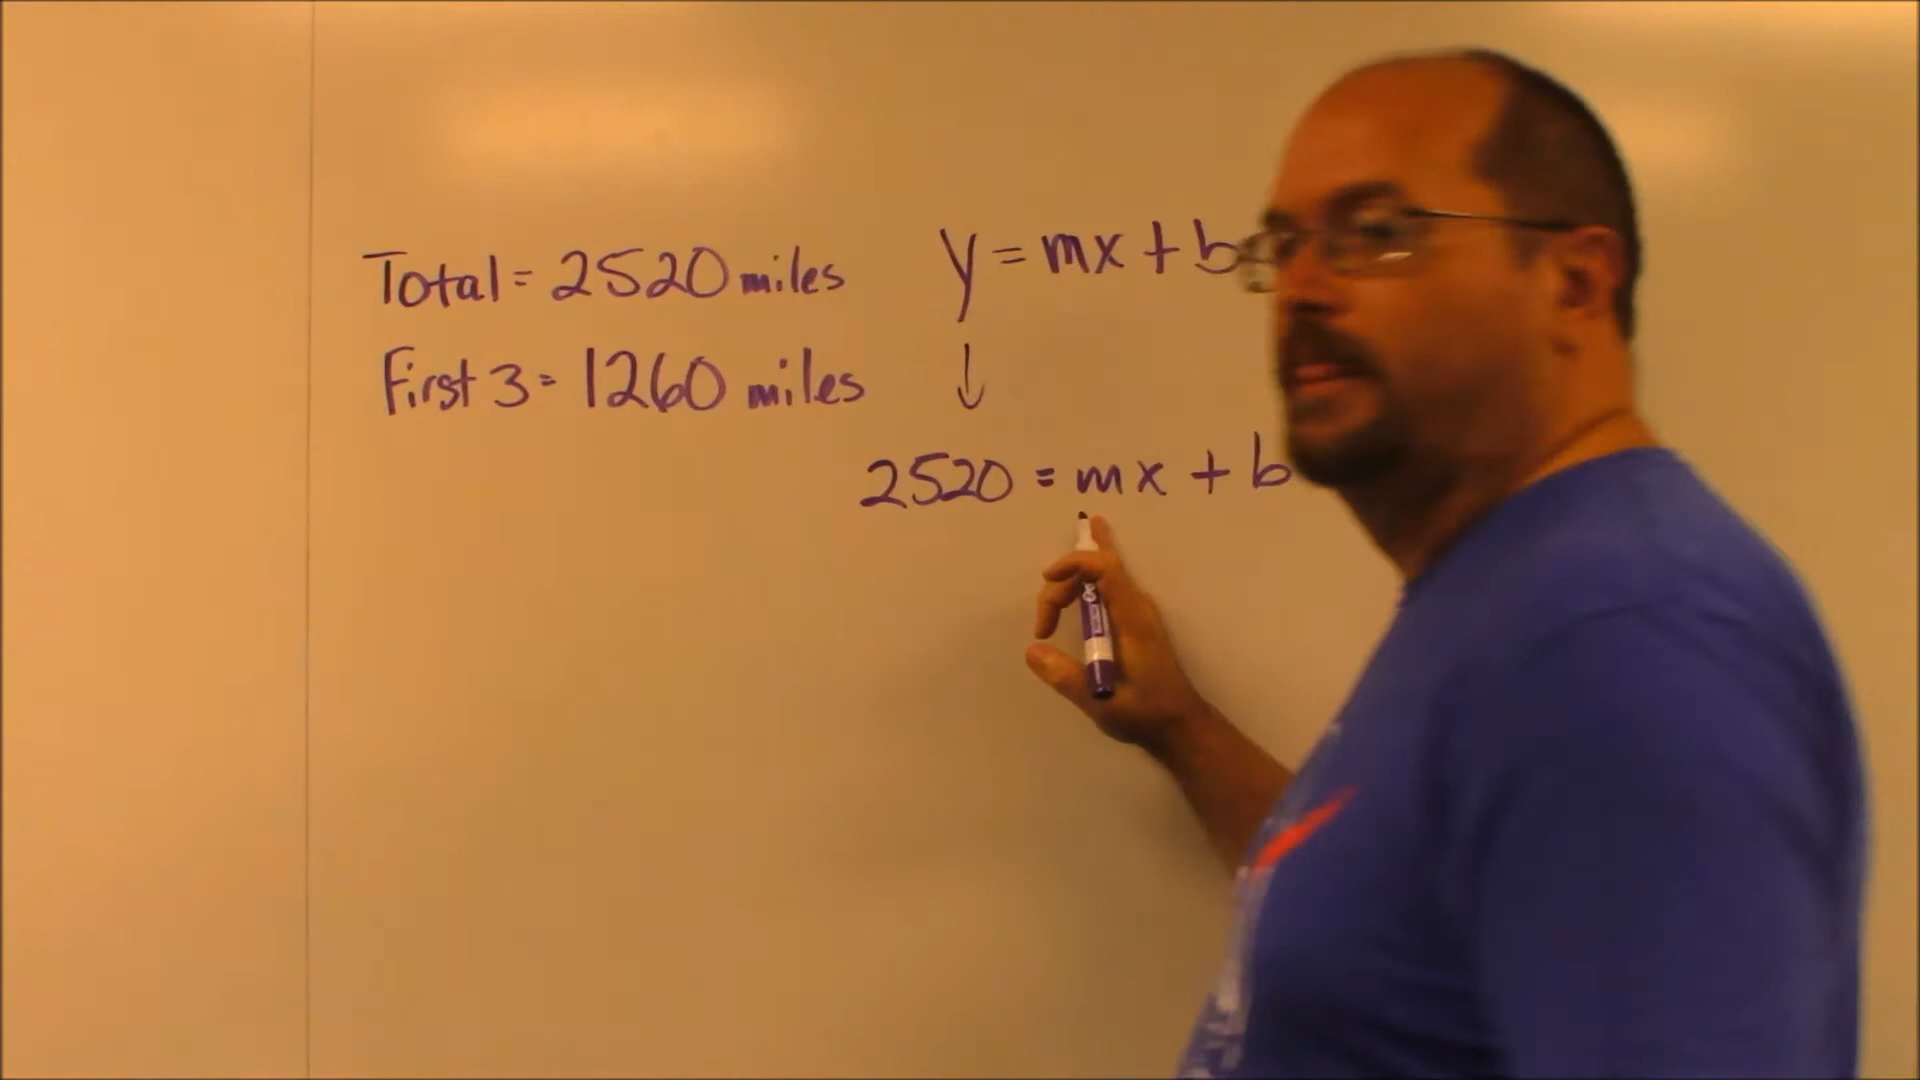 Total = 2520 miles
First 3 = 1260 miles
y = mx + b
2520 = mx + b